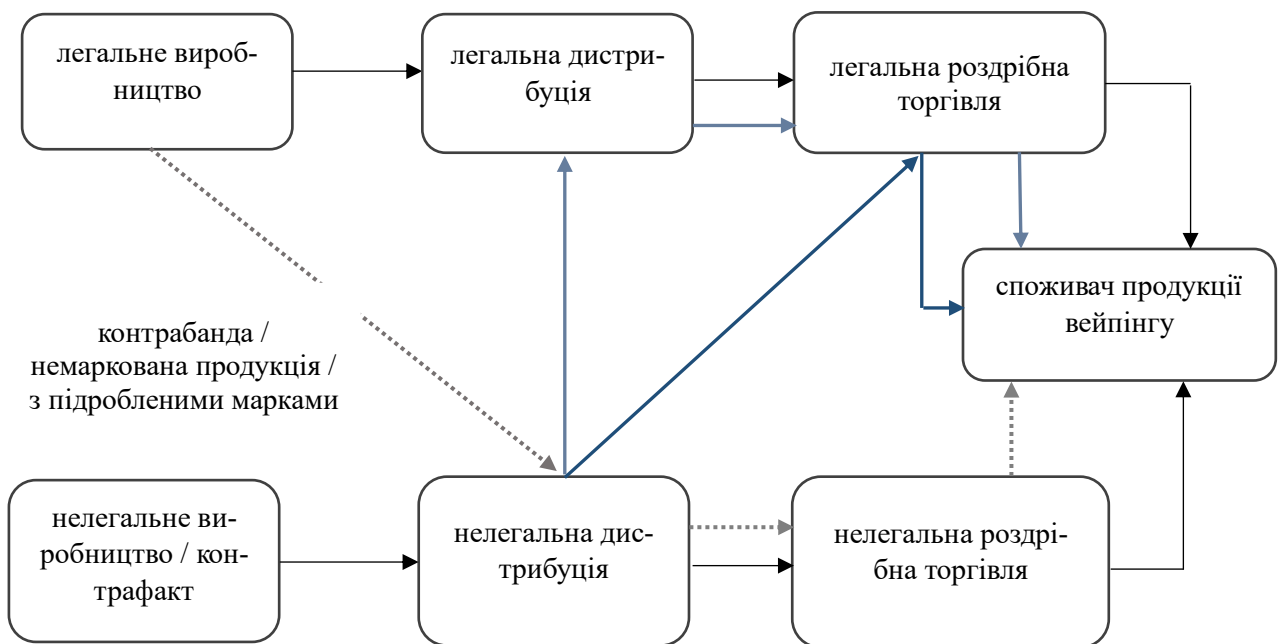 легальне вироб-
ництво
легальна дистри-
буція
легальна роздрібна
торгівля
споживач продукції
вейпінгу
контрабанда /
немаркована продукція /
з підробленими марками
нелегальне ви-
робництво / кон-
трафакт
нелегальна дис-
трибуція
нелегальна роздрі-
бна торгівля